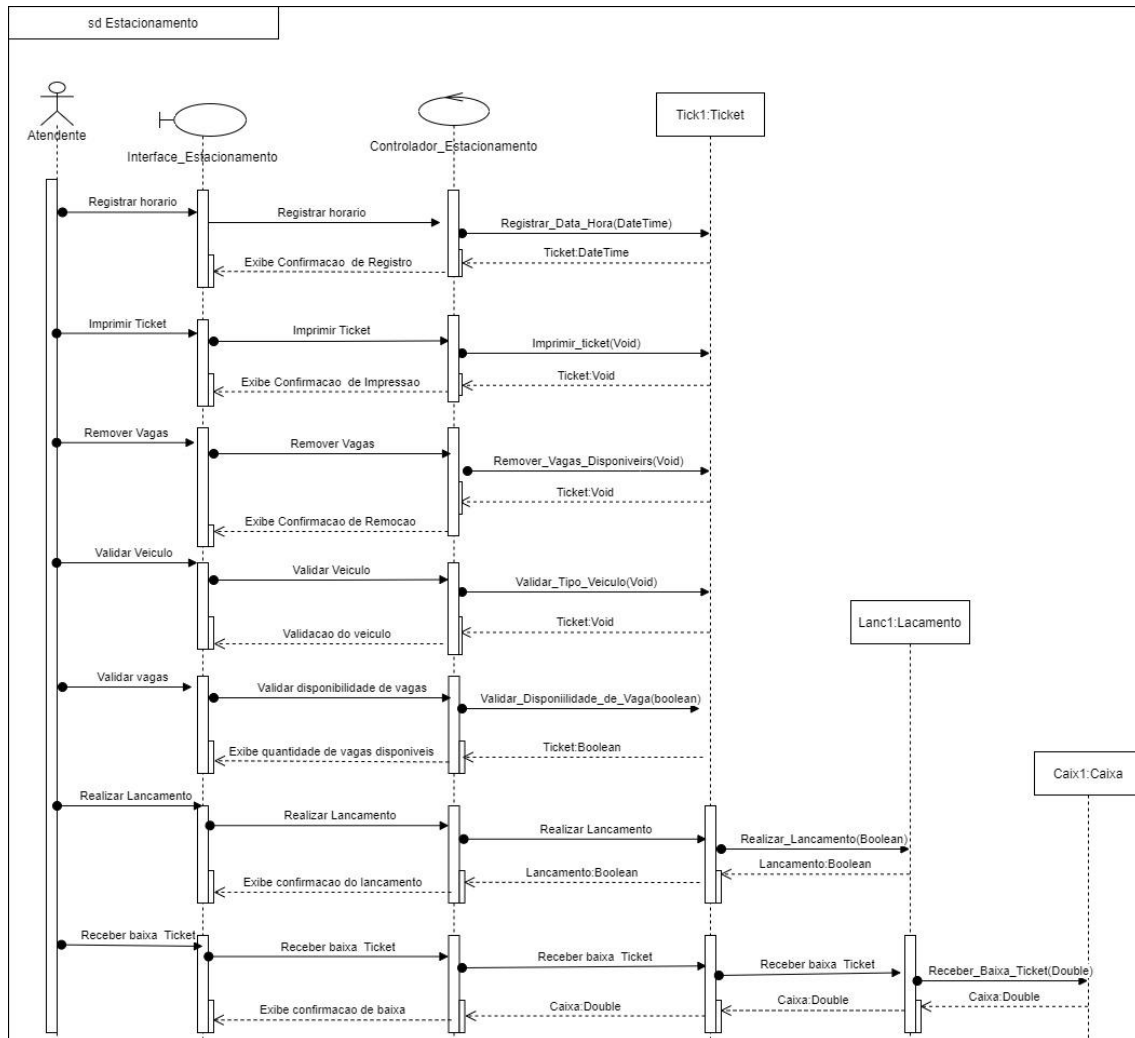 sd Estacionamento
Atendente
Interface_Estacionamento
Controlador_Estacionamento
Tick1:Ticket
Registrar horario
Registrar horario
Registrar_Data_Hora(DateTime)
Ticket:DateTime
Exibe Confirmacao de Registro
Imprimir Ticket
Imprimir Ticket
Imprimir_ticket(Void)
Ticket:Void
Exibe Confirmacao de Impressao
Remover Vagas
Remover Vagas
Remover_Vagas_Disponiveirs(Void)
Ticket:Void
Exibe Confirmacao de Remocao
Validar Veiculo
Validar Veiculo
Validar_Tipo_Veiculo(Void)
Ticket:Void
Validacao do veiculo
Lanc1:Lacamento
Validar vagas
Validar disponibilidade de vagas
Validar_Disponiilidade_de_Vaga(boolean)
Ticket:Boolean
Exibe quantidade de vagas disponiveis
Caix1:Caixa
Realizar Lancamento
Realizar Lancamento
Realizar Lancamento
Realizar_Lancamento(Boolean)
Lancamento:Boolean
Lancamento:Boolean
Exibe confirmacao do lancamento
Receber baixa Ticket
Receber baixa Ticket
Receber baixa Ticket
Receber baixa Ticket
Receber_Baixa_Ticket(Double)
Caixa:Double
Caixa:Double
Caixa:Double
Exibe confirmacao de baixa